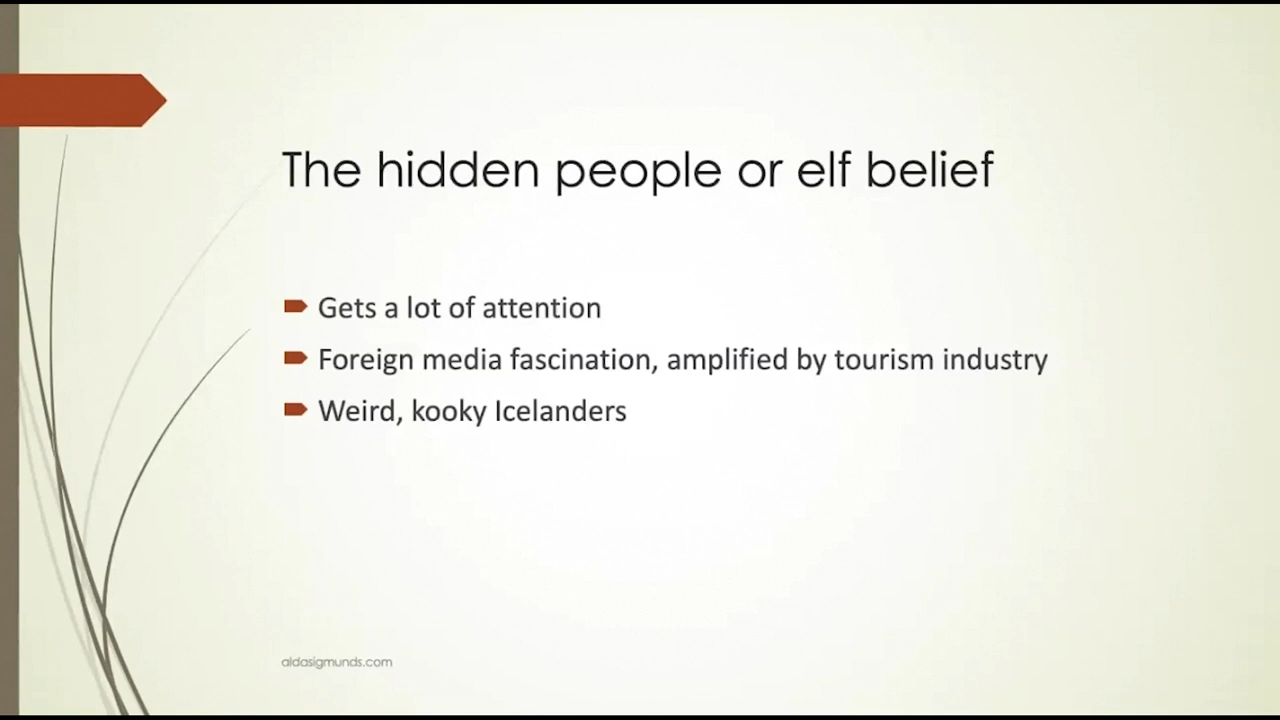 The hidden people or elf belief
Gets a lot of attention
Foreign media fascination, amplified by tourism industry
Weird, kooky Icelanders
aldasigmunds.com